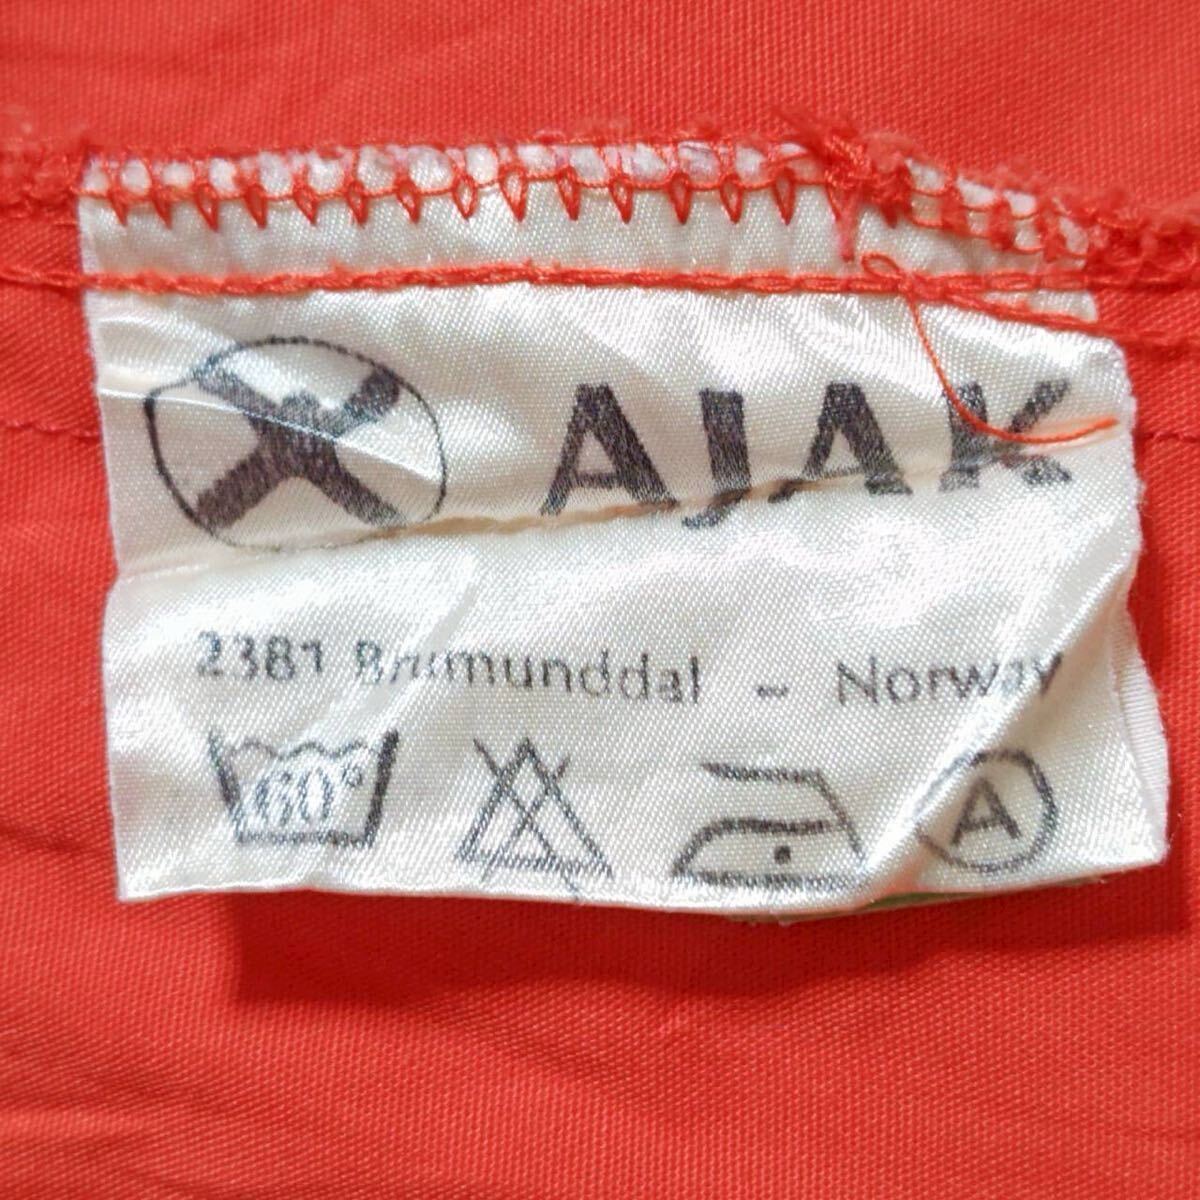 AJAK
2381 Brumunddal - Norway
60° A